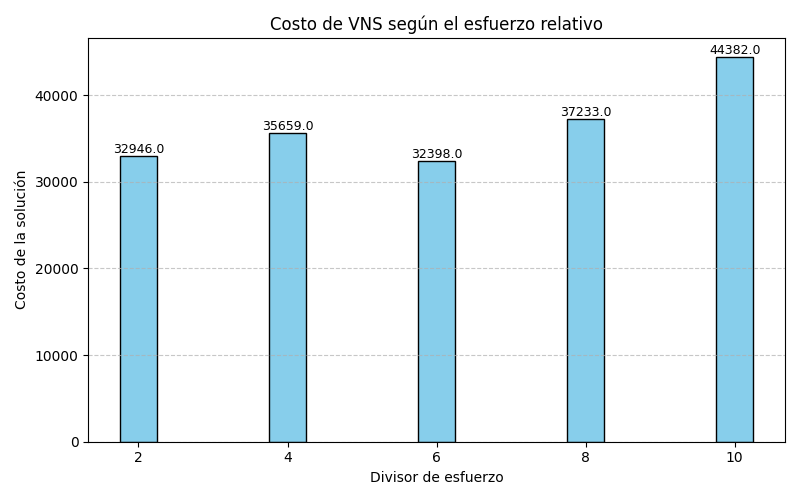 Costo de VNS según el esfuerzo relativo
44382.0
37233.0
35659.0
32946.0
32398.0
40000
30000
20000
10000
0
Costo de la solución
2 4 6 8 10
Divisor de esfuerzo